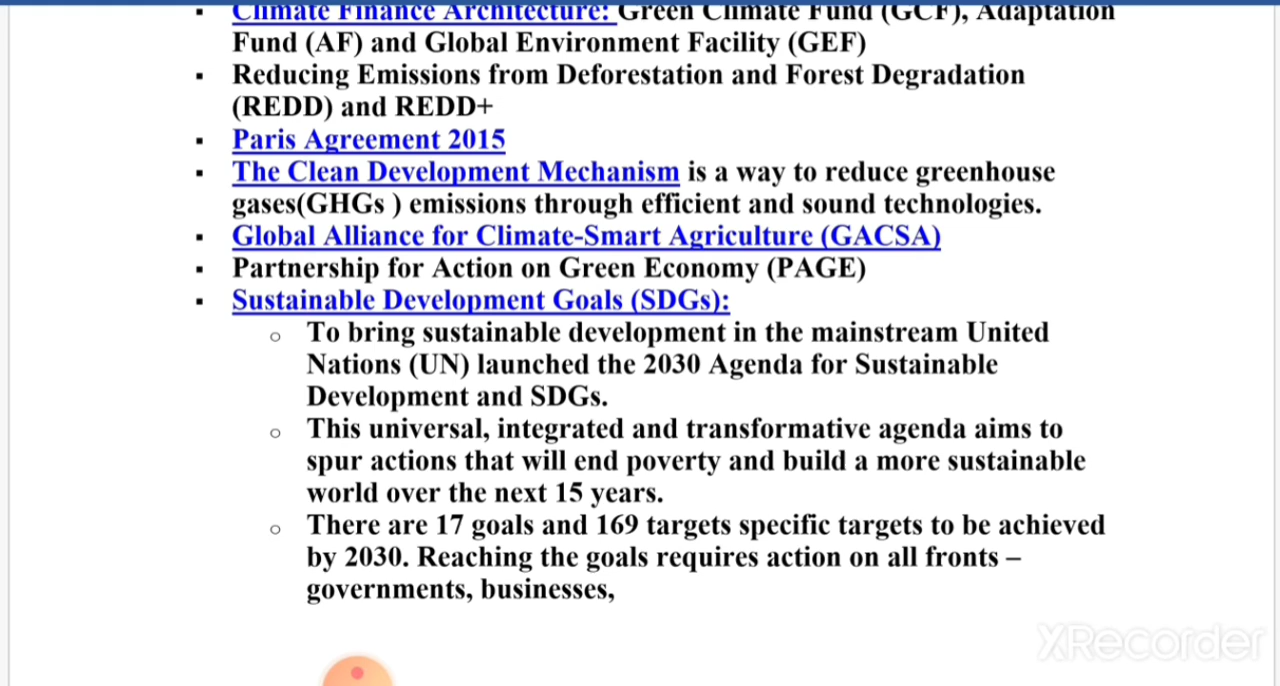 ▪ Climate Finance Architecture: Green Climate Fund (GCF), Adaptation
Fund (AF) and Global Environment Facility (GEF)
▪ Reducing Emissions from Deforestation and Forest Degradation
(REDD) and REDD+
▪ Paris Agreement 2015
▪ The Clean Development Mechanism is a way to reduce greenhouse
gases(GHGs ) emissions through efficient and sound technologies.
▪ Global Alliance for Climate-Smart Agriculture (GACSA)
▪ Partnership for Action on Green Economy (PAGE)
▪ Sustainable Development Goals (SDGs):
o To bring sustainable development in the mainstream United
Nations (UN) launched the 2030 Agenda for Sustainable
Development and SDGs.
o This universal, integrated and transformative agenda aims to
spur actions that will end poverty and build a more sustainable
world over the next 15 years.
o There are 17 goals and 169 targets specific targets to be achieved
by 2030. Reaching the goals requires action on all fronts –
governments, businesses,
XRecorder